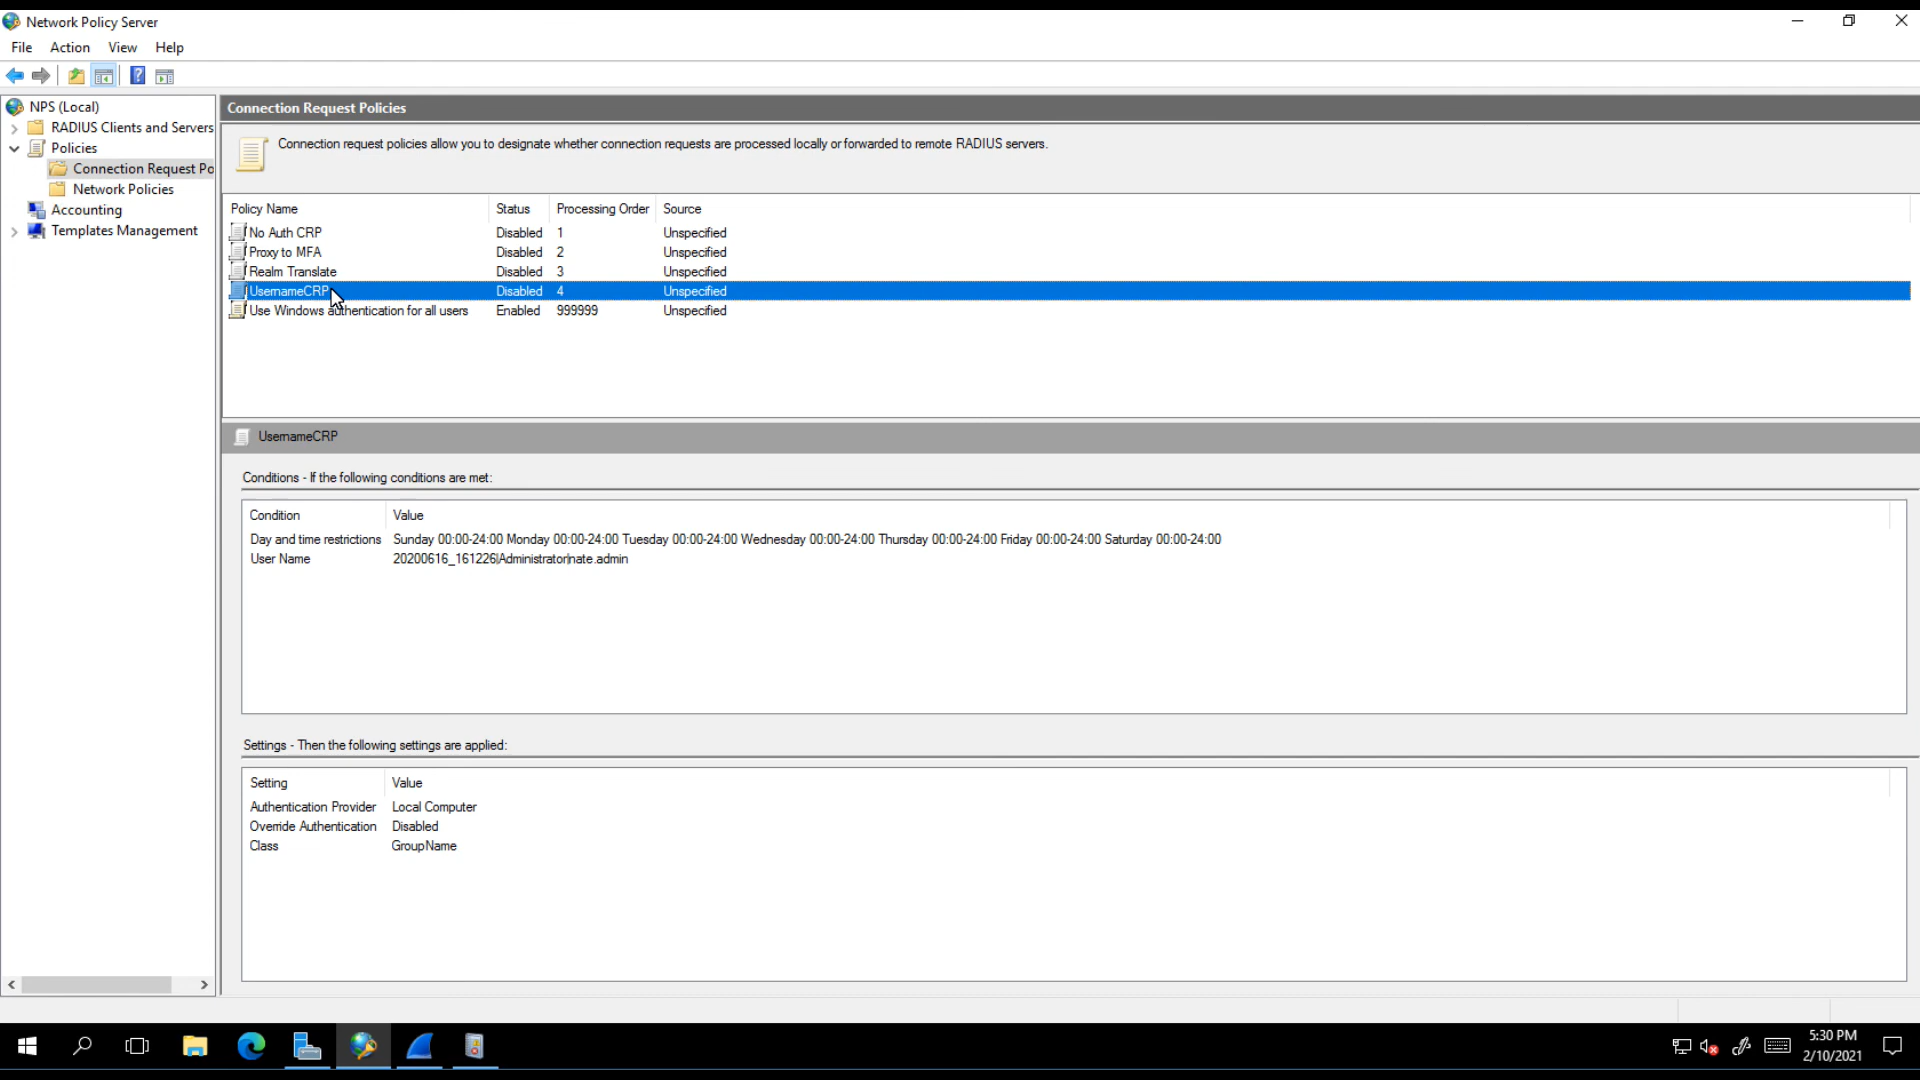 Network Policy Server
File Action View Help
NPS (Local)
RADIUS Clients and Servers
Policies
Connection Request Po
Network Policies
Accounting
Templates Management
Connection Request Policies
Connection request policies allow you to designate whether connection requests are processed locally or forwarded to remote RADIUS servers.
Policy Name Status Processing Order Source
No Auth CRP Disabled 1 Unspecified
Proxy to MFA Disabled 2 Unspecified
Realm Translate Disabled 3 Unspecified
UsernameCRP Disabled 4 Unspecified
Use Windows authentication for all users Enabled 999999 Unspecified
UsernameCRP
Conditions - If the following conditions are met:
Condition Value
Day and time restrictions Sunday 00:00-24:00 Monday 00:00-24:00 Tuesday 00:00-24:00 Wednesday 00:00-24:00 Thursday 00:00-24:00 Friday 00:00-24:00 Saturday 00:00-24:00
User Name 20200616_161226|Administrator|nate.admin
Settings - Then the following settings are applied:
Setting Value
Authentication Provider Local Computer
Override Authentication Disabled
Class GroupName
5:30 PM
2/10/2021